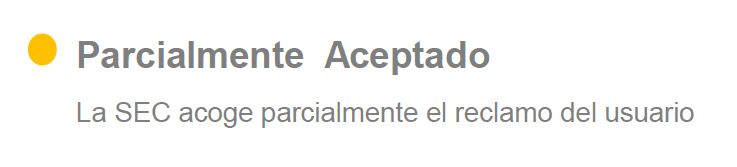 Parcialmente  Aceptado
La SEC acoge parcialmente el reclamo del usuario